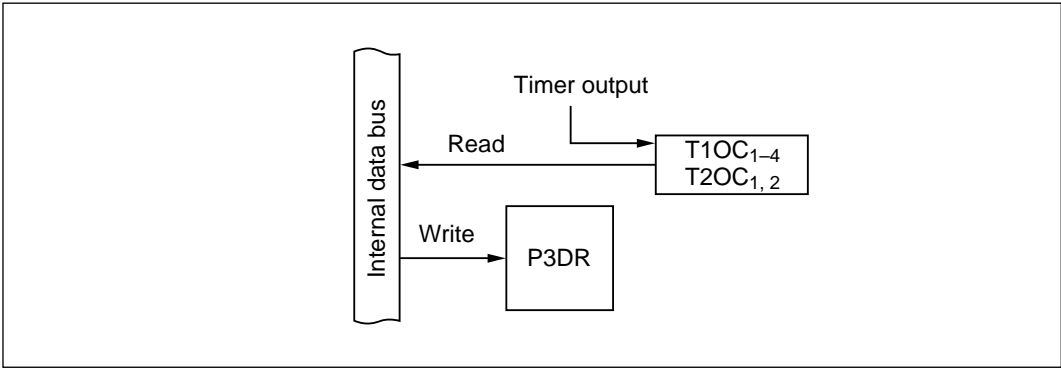 Timer output
Read
T1OC1–4
T2OC1, 2
Internal data bus
Write
P3DR